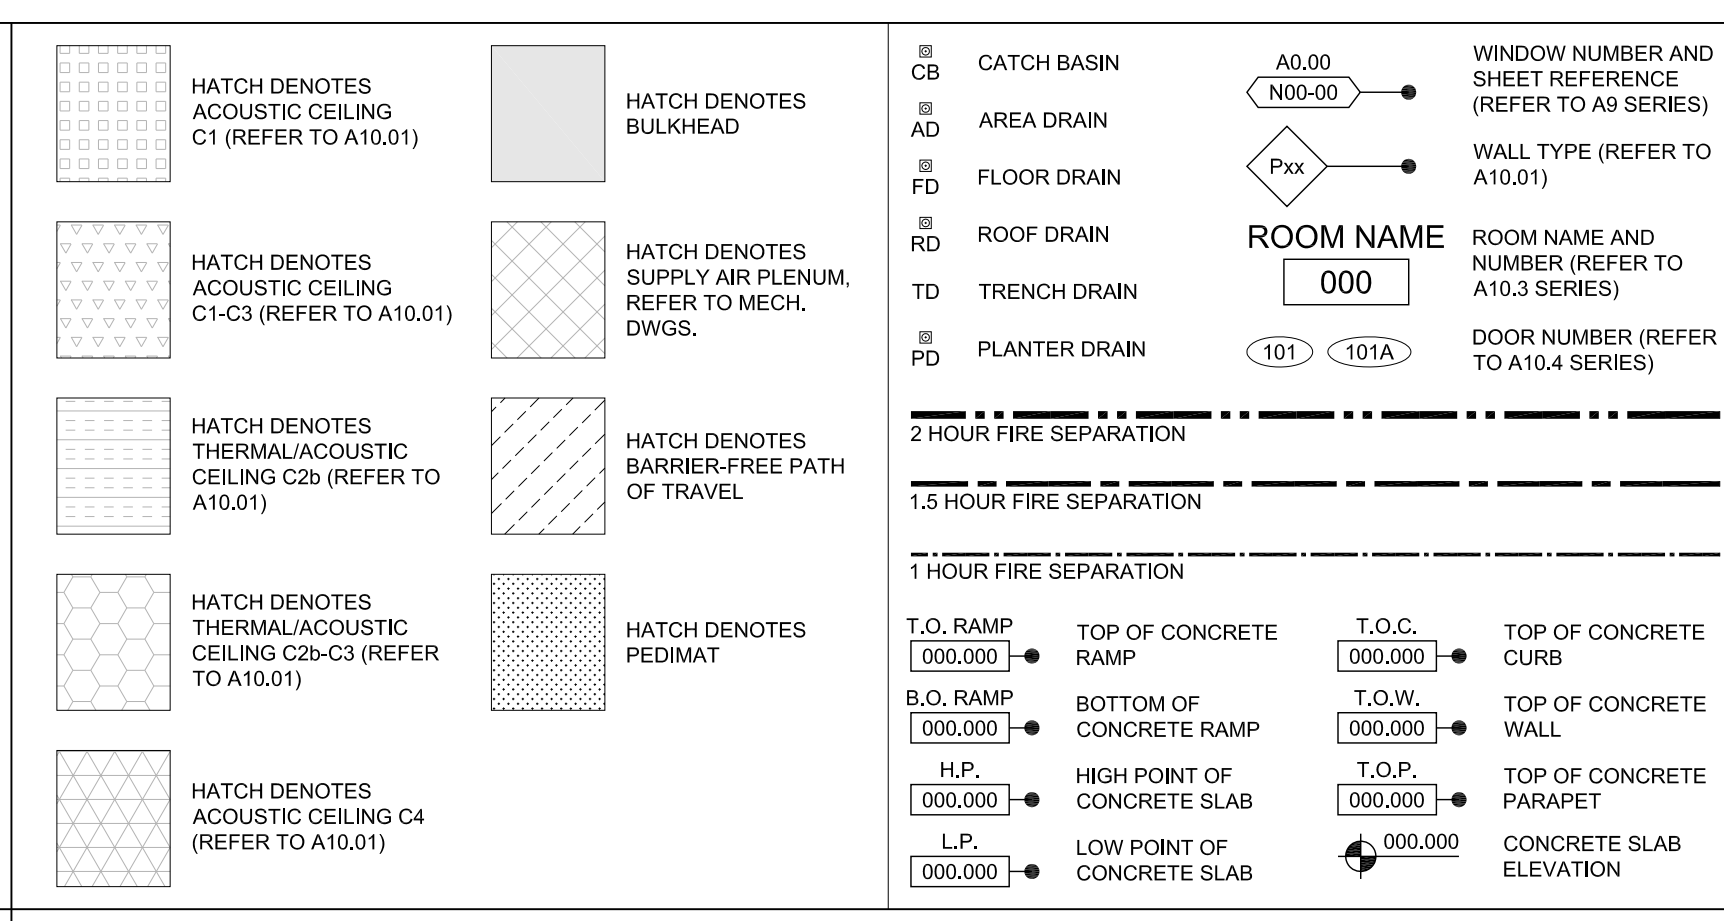 HATCH DENOTES
ACOUSTIC CEILING
C1 (REFER TO A10.01)
HATCH DENOTES
ACOUSTIC CEILING
C1-C3 (REFER TO A10.01)
HATCH DENOTES
THERMAL/ACOUSTIC
CEILING C2b (REFER TO
A10.01)
HATCH DENOTES
THERMAL/ACOUSTIC
CEILING C2b-C3 (REFER
TO A10.01)
HATCH DENOTES
ACOUSTIC CEILING C4
(REFER TO A10.01)
HATCH DENOTES
BULKHEAD
HATCH DENOTES
SUPPLY AIR PLENUM,
REFER TO MECH.
DWGS.
HATCH DENOTES
BARRIER-FREE PATH
OF TRAVEL
HATCH DENOTES
PEDIMAT
CB CATCH BASIN
AD AREA DRAIN
FD FLOOR DRAIN
RD ROOF DRAIN
TD TRENCH DRAIN
PD PLANTER DRAIN
A0.00
N00-00
WINDOW NUMBER AND
SHEET REFERENCE
(REFER TO A9 SERIES)
Pxx
WALL TYPE (REFER TO
A10.01)
ROOM NAME
000
ROOM NAME AND
NUMBER (REFER TO
A10.3 SERIES)
101 101A
DOOR NUMBER (REFER
TO A10.4 SERIES)
2 HOUR FIRE SEPARATION
1.5 HOUR FIRE SEPARATION
1 HOUR FIRE SEPARATION
T.O. RAMP
000.000
TOP OF CONCRETE
RAMP
B.O. RAMP
000.000
BOTTOM OF
CONCRETE RAMP
H.P.
000.000
HIGH POINT OF
CONCRETE SLAB
L.P.
000.000
LOW POINT OF
CONCRETE SLAB
T.O.C.
000.000
TOP OF CONCRETE
CURB
T.O.W.
000.000
TOP OF CONCRETE
WALL
T.O.P.
000.000
TOP OF CONCRETE
PARAPET
000.000
CONCRETE SLAB
ELEVATION